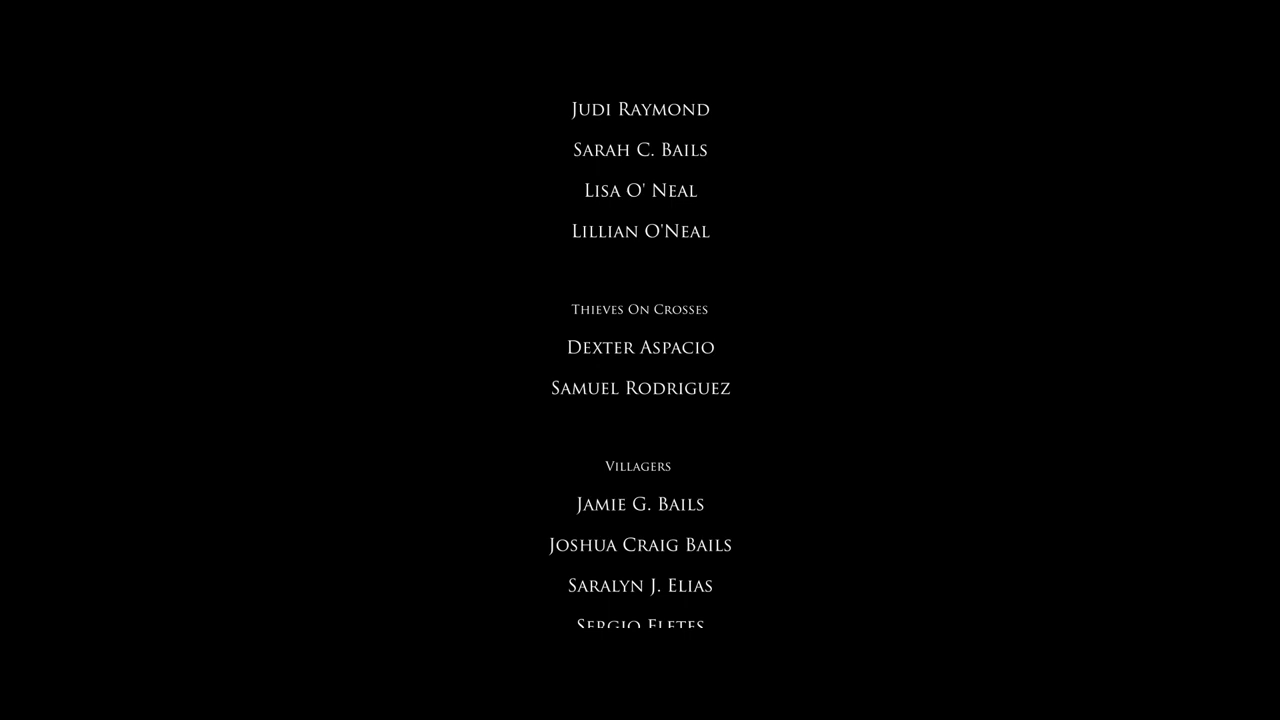 Judi Raymond
Sarah C. Bails
Lisa O' Neal
Lillian O'Neal
Thieves On Crosses
Dexter Aspacio
Samuel Rodriguez
Villagers
Jamie G. Bails
Joshua Craig Bails
Saralyn J. Elias
Sergio